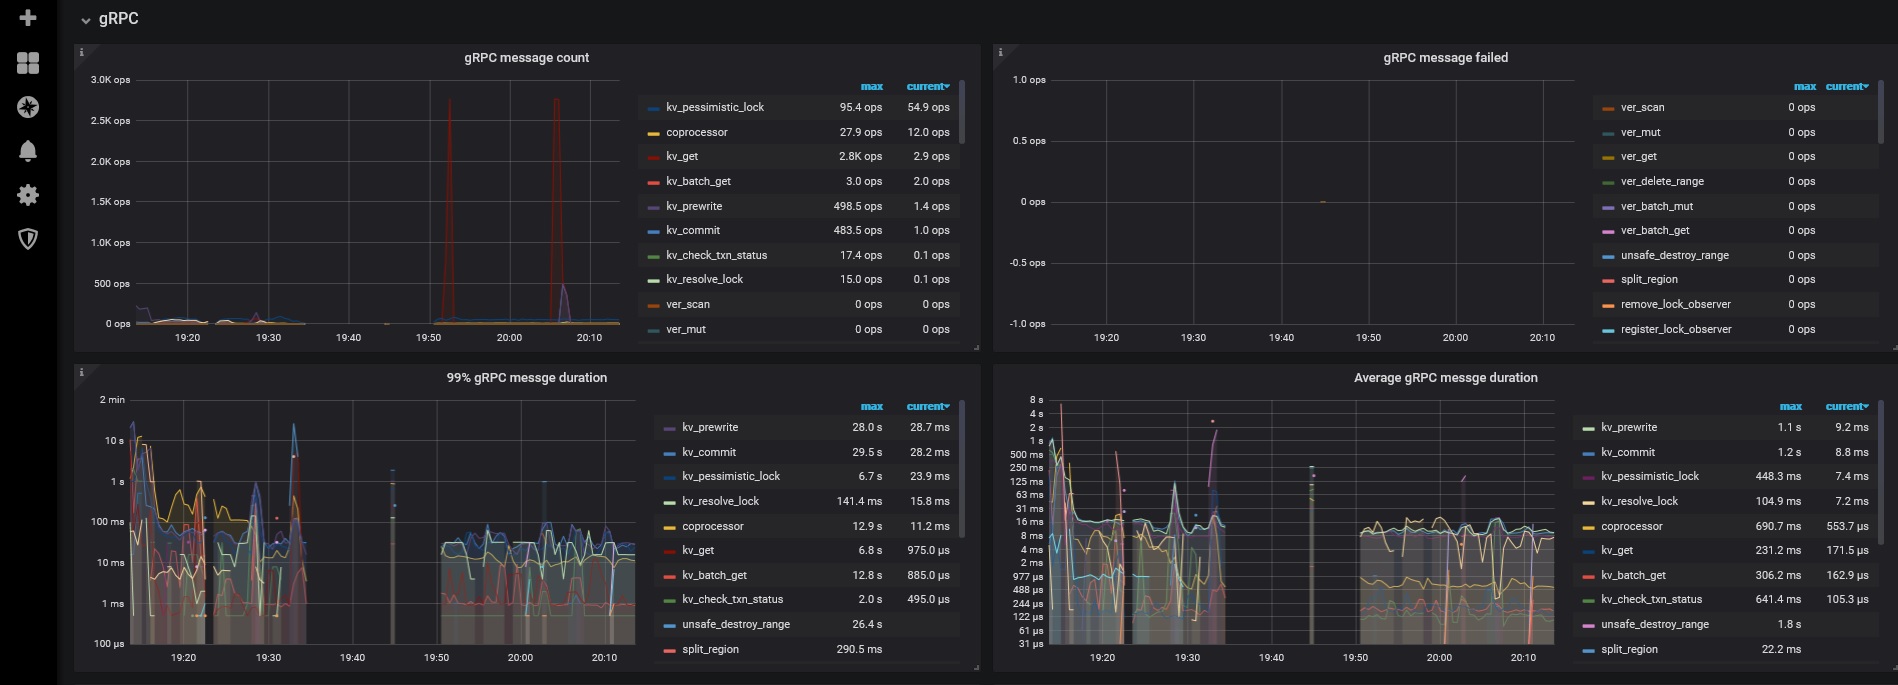 gRPC
gRPC message count
3.0K ops
2.5K ops
2.0K ops
1.5K ops
1.0K ops
500 ops
0 ops
19:20 19:30 19:40 19:50 20:00 20:10
max current
kv_pessimistic_lock 95.4 ops 54.9 ops
coprocessor 27.9 ops 12.0 ops
kv_get 2.8K ops 2.9 ops
kv_batch_get 3.0 ops 2.0 ops
kv_prewrite 498.5 ops 1.4 ops
kv_commit 483.5 ops 1.0 ops
kv_check_txn_status 17.4 ops 0.1 ops
kv_resolve_lock 15.0 ops 0.1 ops
ver_scan 0 ops 0 ops
ver_mut 0 ops 0 ops
gRPC message failed
1.0 ops
0.5 ops
0 ops
-0.5 ops
-1.0 ops
19:20 19:30 19:40 19:50 20:00 20:10
max current
ver_scan 0 ops
ver_mut 0 ops
ver_get 0 ops
ver_delete_range 0 ops
ver_batch_mut 0 ops
ver_batch_get 0 ops
unsafe_destroy_range 0 ops
split_region 0 ops
remove_lock_observer 0 ops
register_lock_observer 0 ops
99% gRPC messge duration
2 min
10 s
1 s
100 ms
10 ms
1 ms
100 µs
19:20 19:30 19:40 19:50 20:00 20:10
max current
kv_prewrite 28.0 s 28.7 ms
kv_commit 29.5 s 28.2 ms
kv_pessimistic_lock 6.7 s 23.9 ms
kv_resolve_lock 141.4 ms 15.8 ms
coprocessor 12.9 s 11.2 ms
kv_get 6.8 s 975.0 µs
kv_batch_get 12.8 s 885.0 µs
kv_check_txn_status 2.0 s 495.0 µs
unsafe_destroy_range 26.4 s
split_region 290.5 ms
Average gRPC messge duration
8 s
4 s
2 s
1 s
500 ms
250 ms
125 ms
63 ms
31 ms
16 ms
8 ms
4 ms
2 ms
977 µs
488 µs
244 µs
122 µs
61 µs
31 µs
19:20 19:30 19:40 19:50 20:00 20:10
max current
kv_prewrite 1.1 s 9.2 ms
kv_commit 1.2 s 8.8 ms
kv_pessimistic_lock 448.3 ms 7.4 ms
kv_resolve_lock 104.9 ms 7.2 ms
coprocessor 690.7 ms 553.7 µs
kv_get 231.2 ms 171.5 µs
kv_batch_get 306.2 ms 162.9 µs
kv_check_txn_status 641.4 ms 105.3 µs
unsafe_destroy_range 1.8 s
split_region 22.2 ms